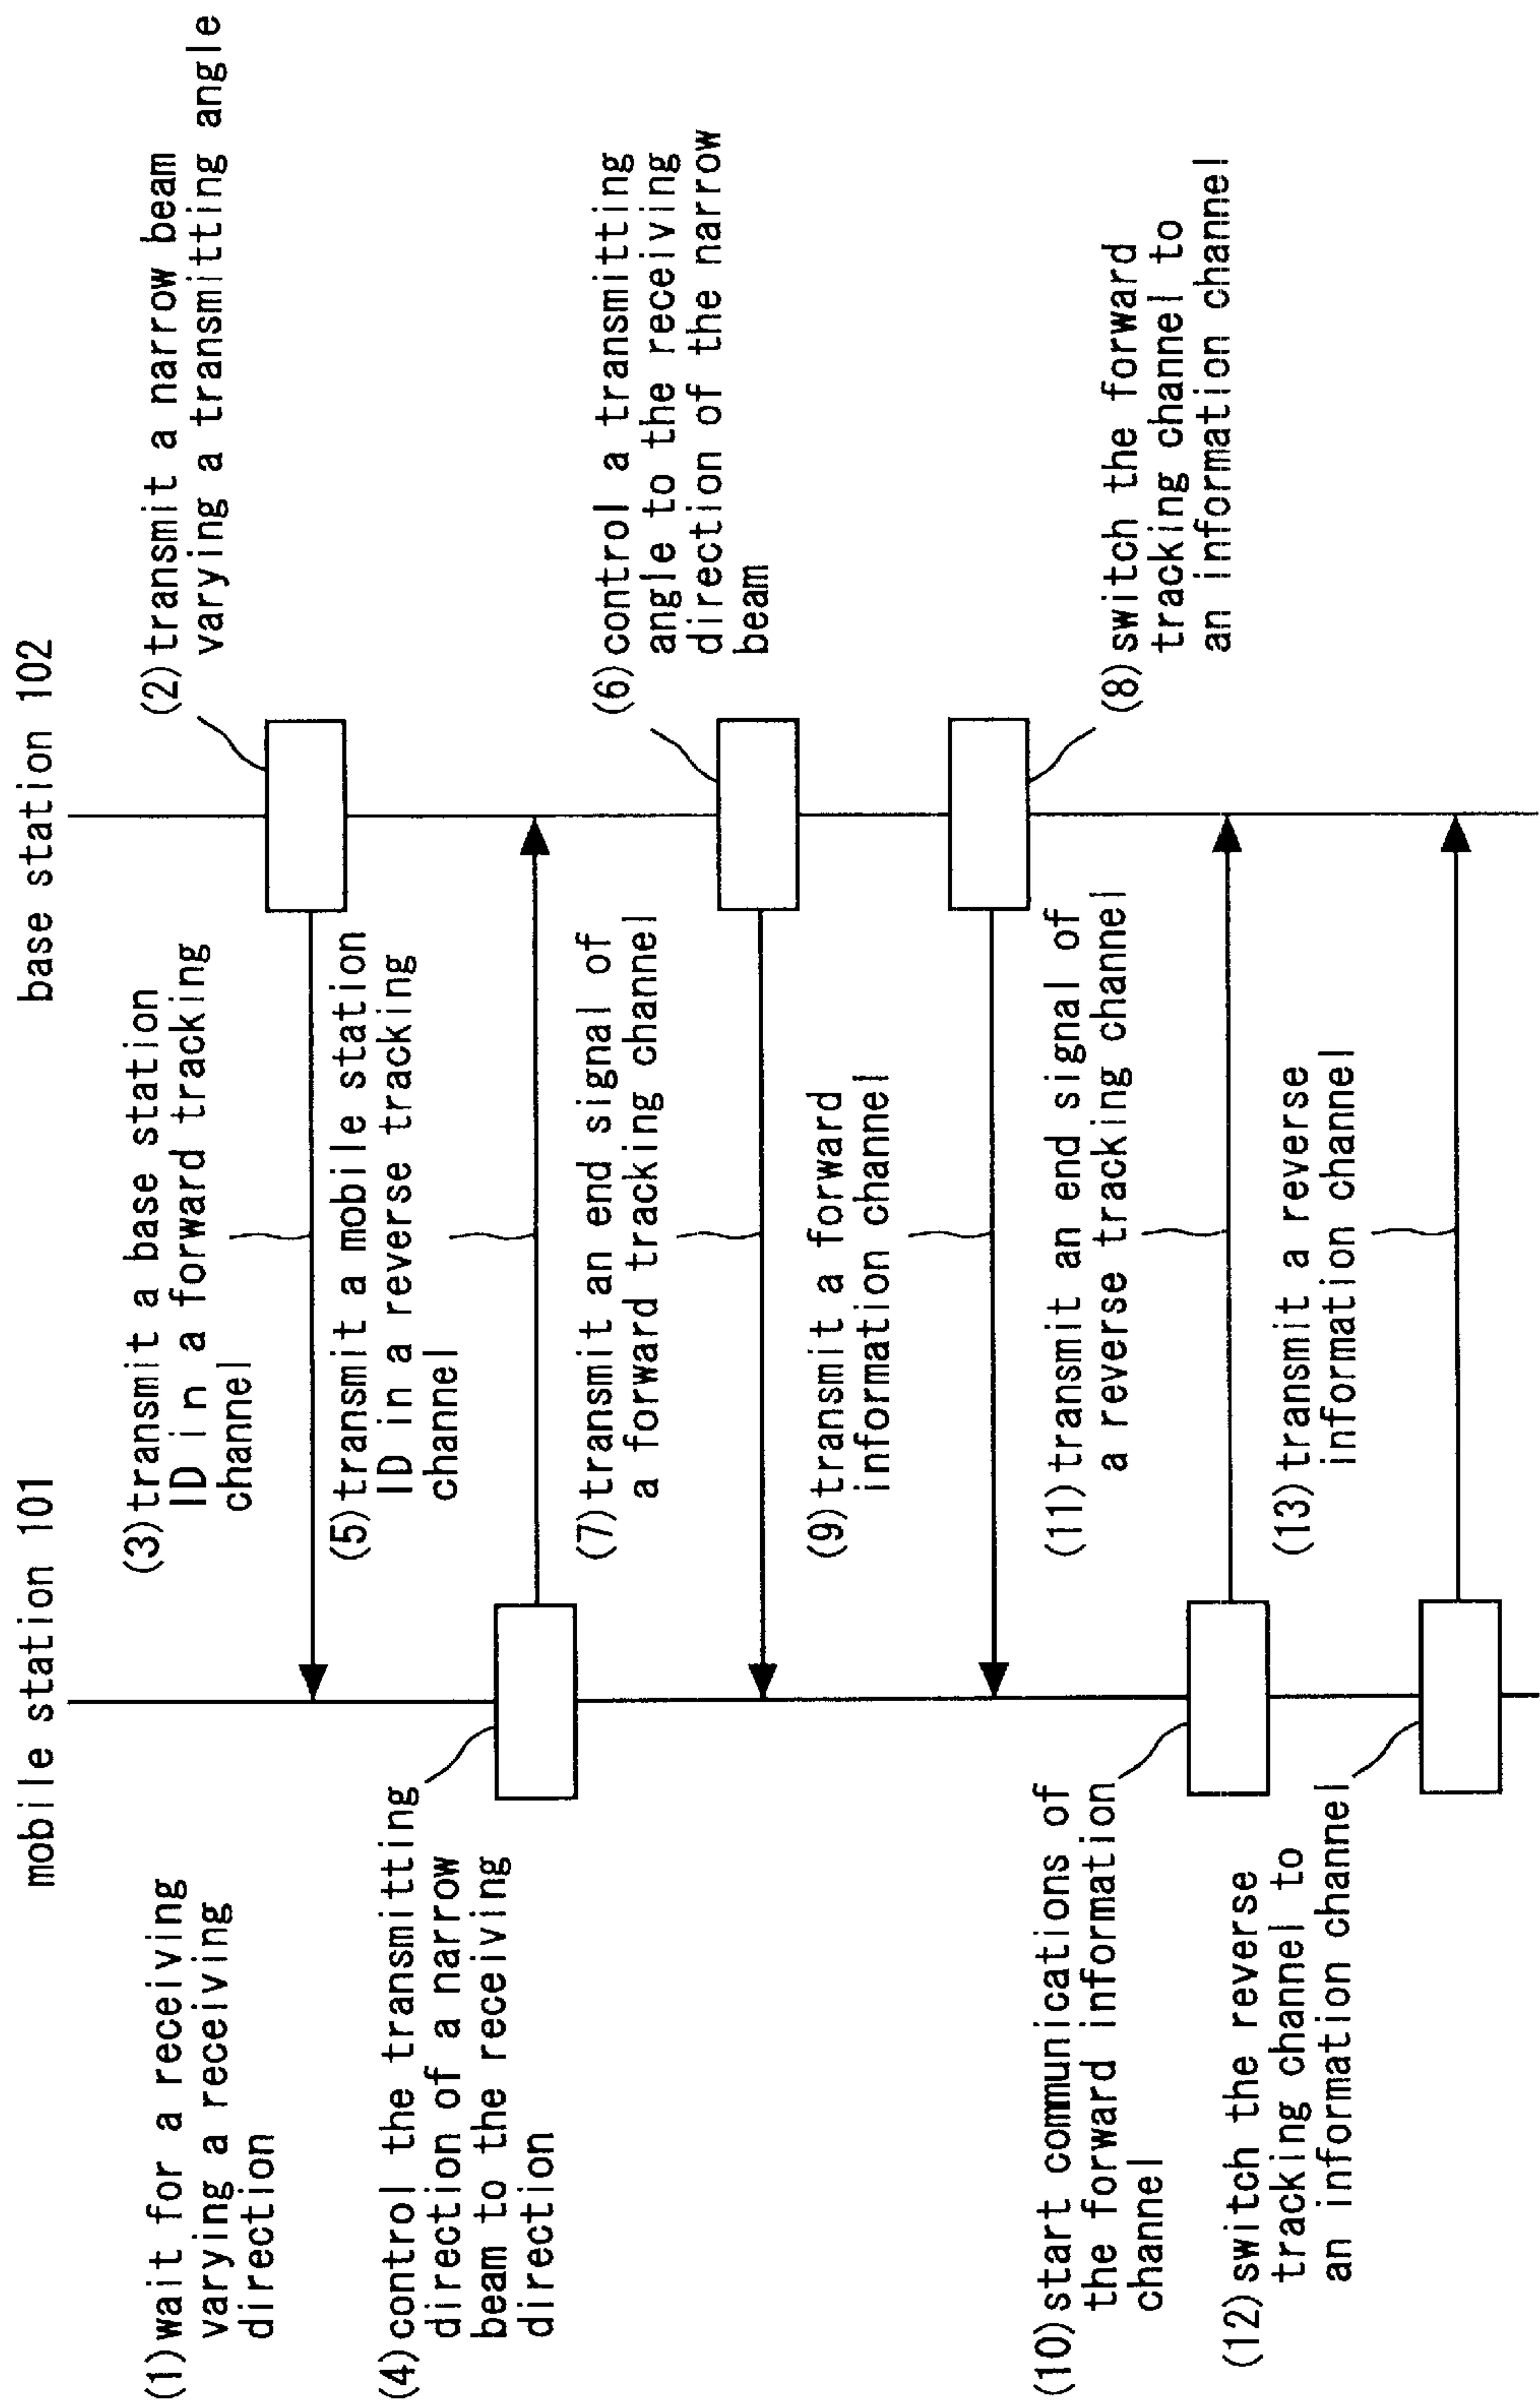 mobile station 101
base station 102
(1)wait for a receiving
varying a receiving
direction
(2)transmit a narrow beam
varying a transmitting angle
(3)transmit a base station
ID in a forward tracking
channel
(4)control the transmitting
direction of a narrow
beam to the receiving
direction
(5)transmit a mobile station
ID in a reverse tracking
channel
(6)control a transmitting
angle to the receiving
direction of the narrow
beam
(7)transmit an end signal of
a forward tracking channel
(8)switch the forward
tracking channel to
an information channel
(9)transmit a forward
information channel
(10)start communications of
the forward information
channel
(11)transmit an end signal of
a reverse tracking channel
(12)switch the reverse
tracking channel to
an information channel
(13)transmit a reverse
information channel